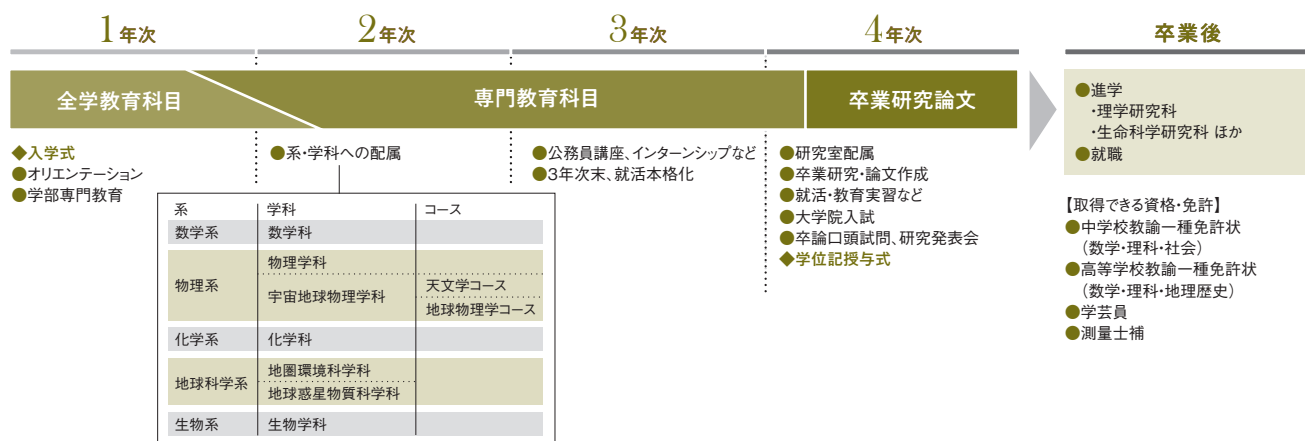 1年次
2年次
3年次
4年次
卒業後
全学教育科目
専門教育科目
卒業研究論文
◆入学式
●オリエンテーション
●学部専門教育
●系・学科への配属
●公務員講座、インターンシップなど
●3年次末、就活本格化
●研究室配属
●卒業研究・論文作成
●就活・教育実習など
●大学院入試
●卒論口頭試問、研究発表会
◆学位記授与式
系 学科 コース
数学系 数学科
物理系
物理学科
宇宙地球物理学科
天文学コース
地球物理学コース
化学系 化学科
地球科学系
地圏環境科学科
地球惑星物質科学科
生物系 生物学科
●進学
・理学研究科
・生命科学研究科 ほか
●就職
【取得できる資格・免許】
●中学校教諭一種免許状
(数学・理科・社会)
●高等学校教諭一種免許状
(数学・理科・地理歴史)
●学芸員
●測量士補